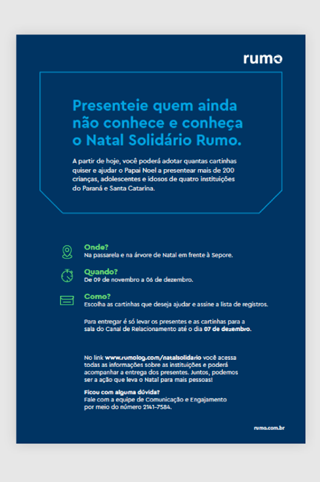 rumo
Presenteie quem ainda
não conhece e conheça
o Natal Solidário Rumo.
A partir de hoje, você poderá adotar quantas cartinhas
quiser e ajudar o Papai Noel a presentear mais de 200
crianças, adolescentes e idosos de quatro instituições
do Paraná e Santa Catarina.
Onde?
Na passarela e na árvore de Natal em frente à Sepore.
Quando?
De 09 de novembro a 06 de dezembro.
Como?
Escolha as cartinhas que deseja ajudar e assine a lista de registros.
Para entregar é só levar os presentes e as cartinhas para a
sala do Canal de Relacionamento até o dia 07 de dezembro.
No link www.rumolog.com/natalsolidario você acessa
todas as informações sobre as instituições e poderá
acompanhar a entrega dos presentes. Juntos, podemos
ser a ação que leva o Natal para mais pessoas!
Ficou com alguma dúvida?
Fale com a equipe de Comunicação e Engajamento
por meio do número 2141-7584.
rumo.com.br